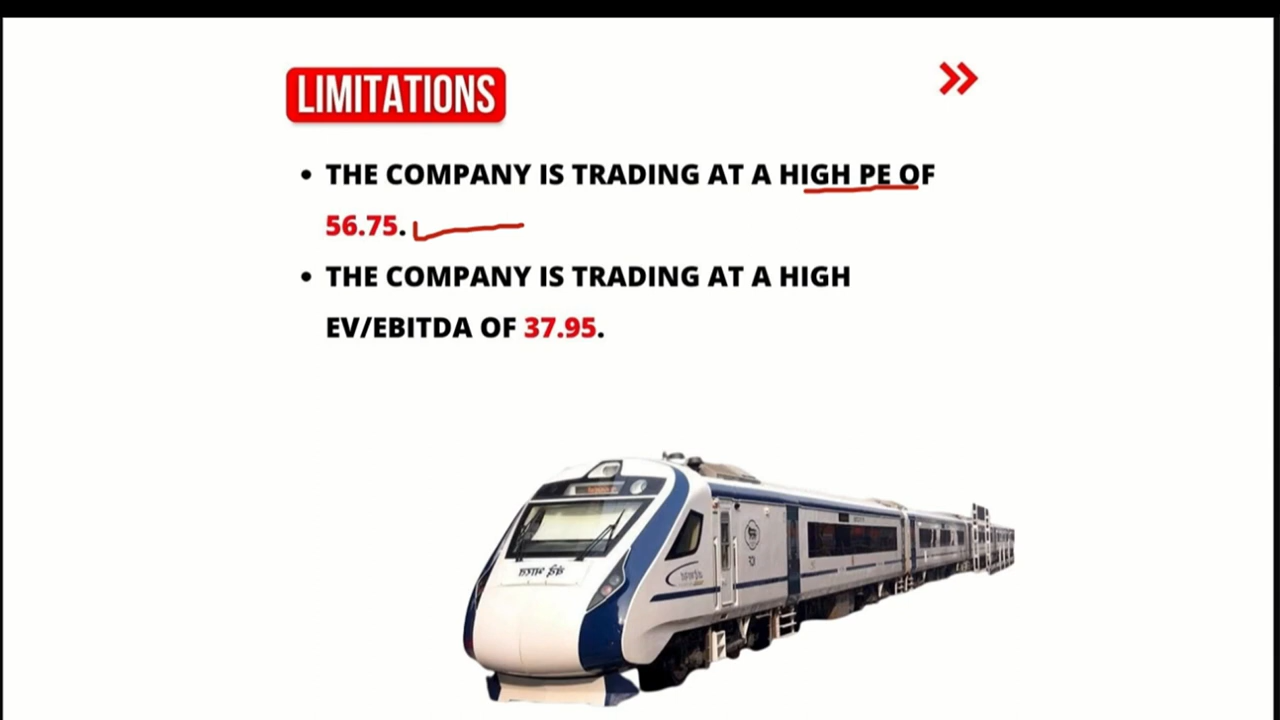 LIMITATIONS
• THE COMPANY IS TRADING AT A HIGH PE OF
56.75.
• THE COMPANY IS TRADING AT A HIGH
EV/EBITDA OF 37.95.